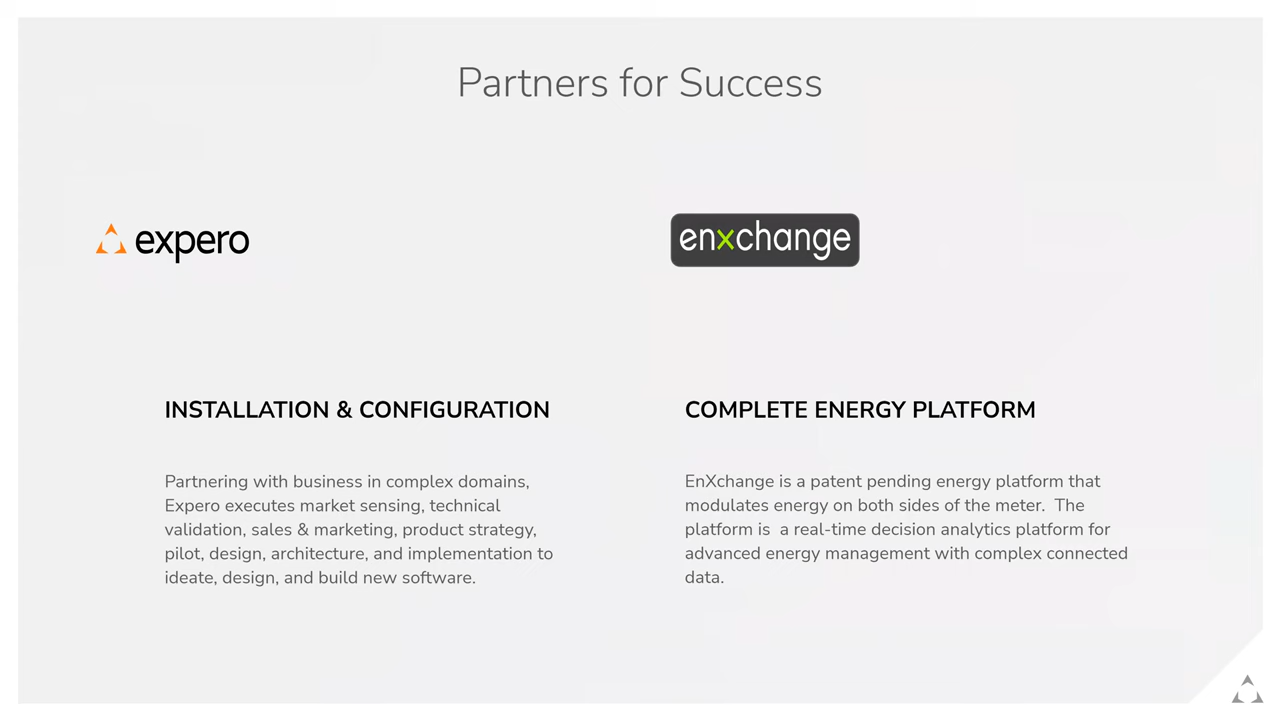 Partners for Success
expero
enxchange
INSTALLATION & CONFIGURATION
Partnering with business in complex domains,
Expero executes market sensing, technical
validation, sales & marketing, product strategy,
pilot, design, architecture, and implementation to
ideate, design, and build new software.
COMPLETE ENERGY PLATFORM
EnXchange is a patent pending energy platform that
modulates energy on both sides of the meter.  The
platform is  a real-time decision analytics platform for
advanced energy management with complex connected
data.